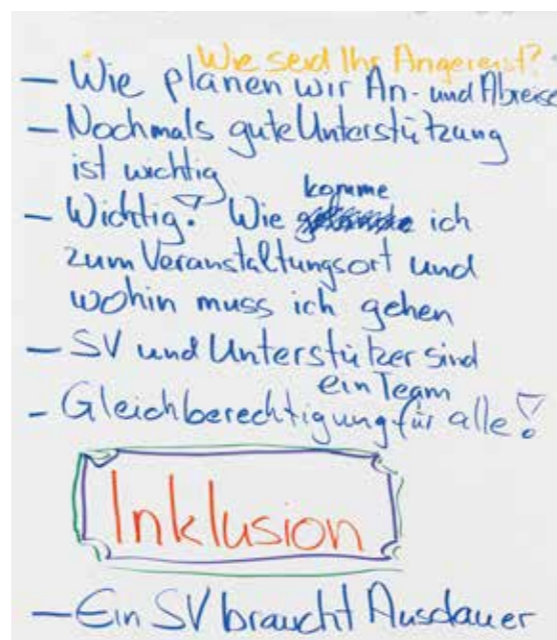 Wie seid Ihr Angereist?
- Wie planen wir An- und Abreise
- Nochmals gute Unterstützung
ist wichtig
- Wichtig! Wie komme ich
zum Veranstaltungsort und
wohin muss ich gehen
- SV und Unterstützer sind
ein Team
- Gleichberechtigung für alle!
Inklusion
- Ein SV braucht Ausdauer